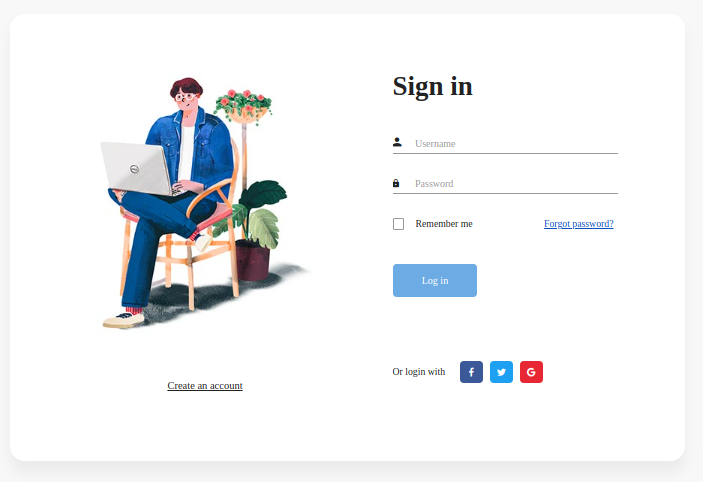 Sign in
Username
Password
Remember me
Forgot password?
Log in
Or login with
Create an account